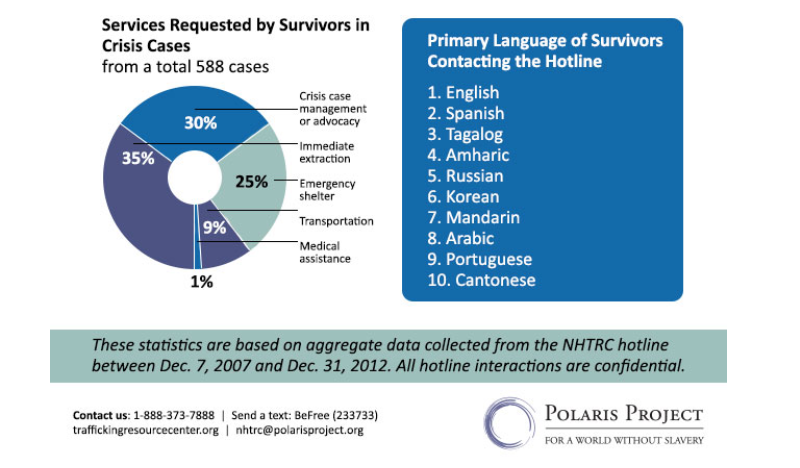 Services Requested by Survivors in
Crisis Cases
from a total 588 cases
Crisis case
management
or advocacy
30%
Immediate
extraction
35%
Emergency
shelter
25%
Transportation
9%
Medical
assistance
1%
Primary Language of Survivors
Contacting the Hotline
1. English
2. Spanish
3. Tagalog
4. Amharic
5. Russian
6. Korean
7. Mandarin
8. Arabic
9. Portuguese
10. Cantonese
These statistics are based on aggregate data collected from the NHTRC hotline
between Dec. 7, 2007 and Dec. 31, 2012. All hotline interactions are confidential.
Contact us: 1-888-373-7888 | Send a text: BeFree (233733)
traffickingresourcecenter.org | nhtrc@polarisproject.org
POLARIS PROJECT
FOR A WORLD WITHOUT SLAVERY